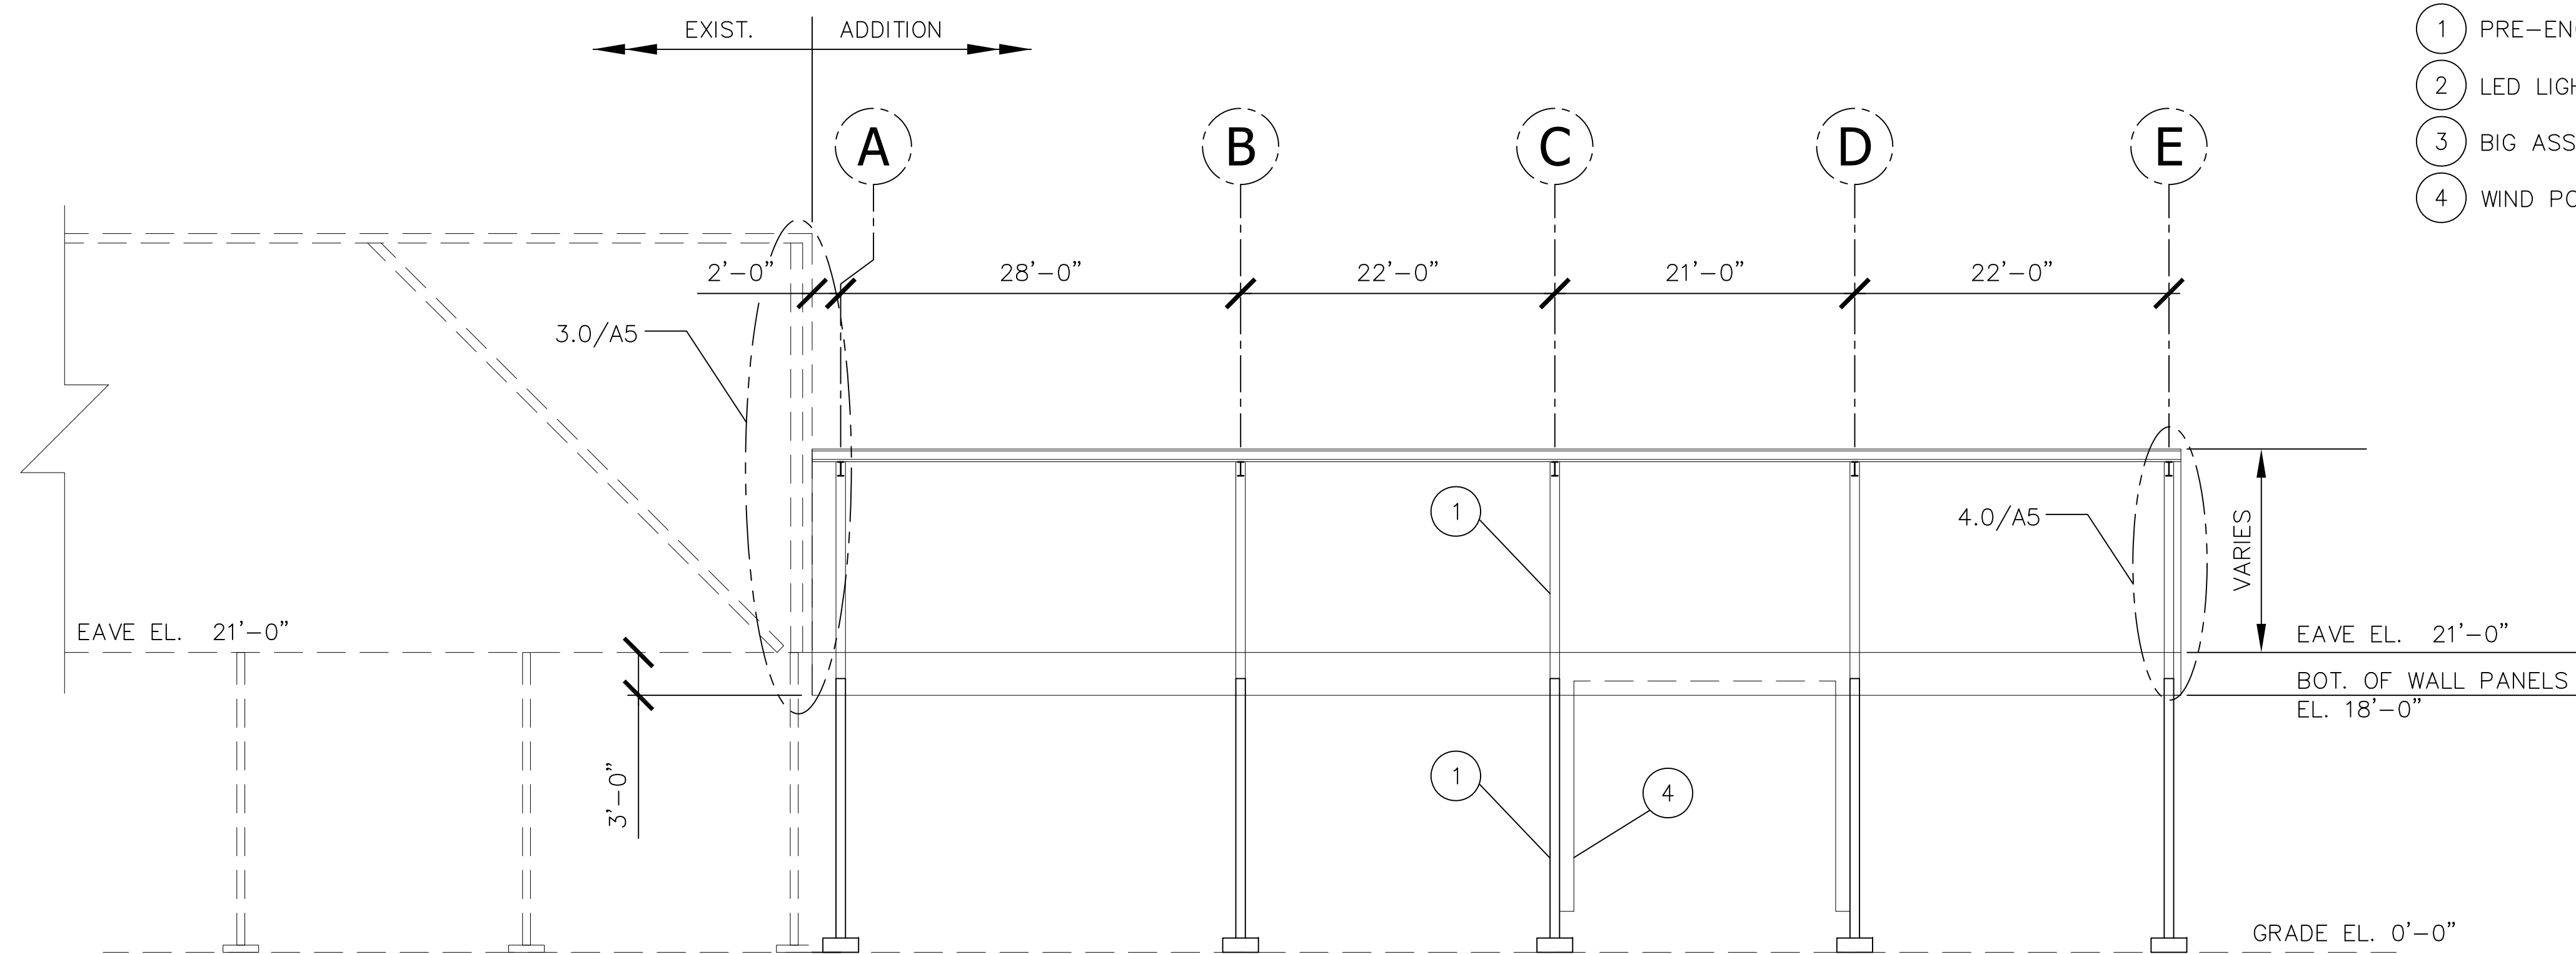 EXIST. ADDITION
1 PRE-EN
2 LED LIGH
3 BIG ASS
4 WIND PO
A B C D E
2'-0" 28'-0" 22'-0" 21'-0" 22'-0"
3.0/A5
1
4.0/A5
VARIES
EAVE EL. 21'-0"
EAVE EL. 21'-0"
BOT. OF WALL PANELS
EL. 18'-0"
3'-0"
1
4
GRADE EL. 0'-0"